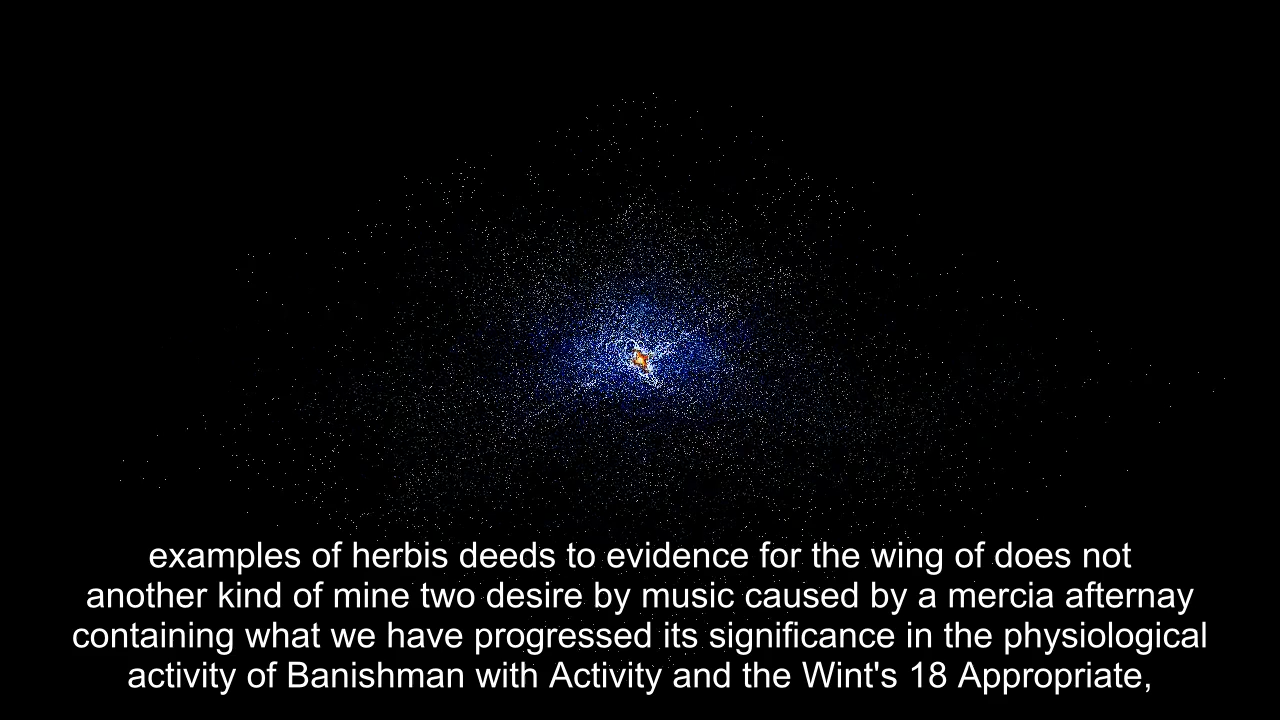 examples of herbis deeds to evidence for the wing of does not
another kind of mine two desire by music caused by a mercia afternay
containing what we have progressed its significance in the physiological
activity of Banishman with Activity and the Wint's 18 Appropriate,